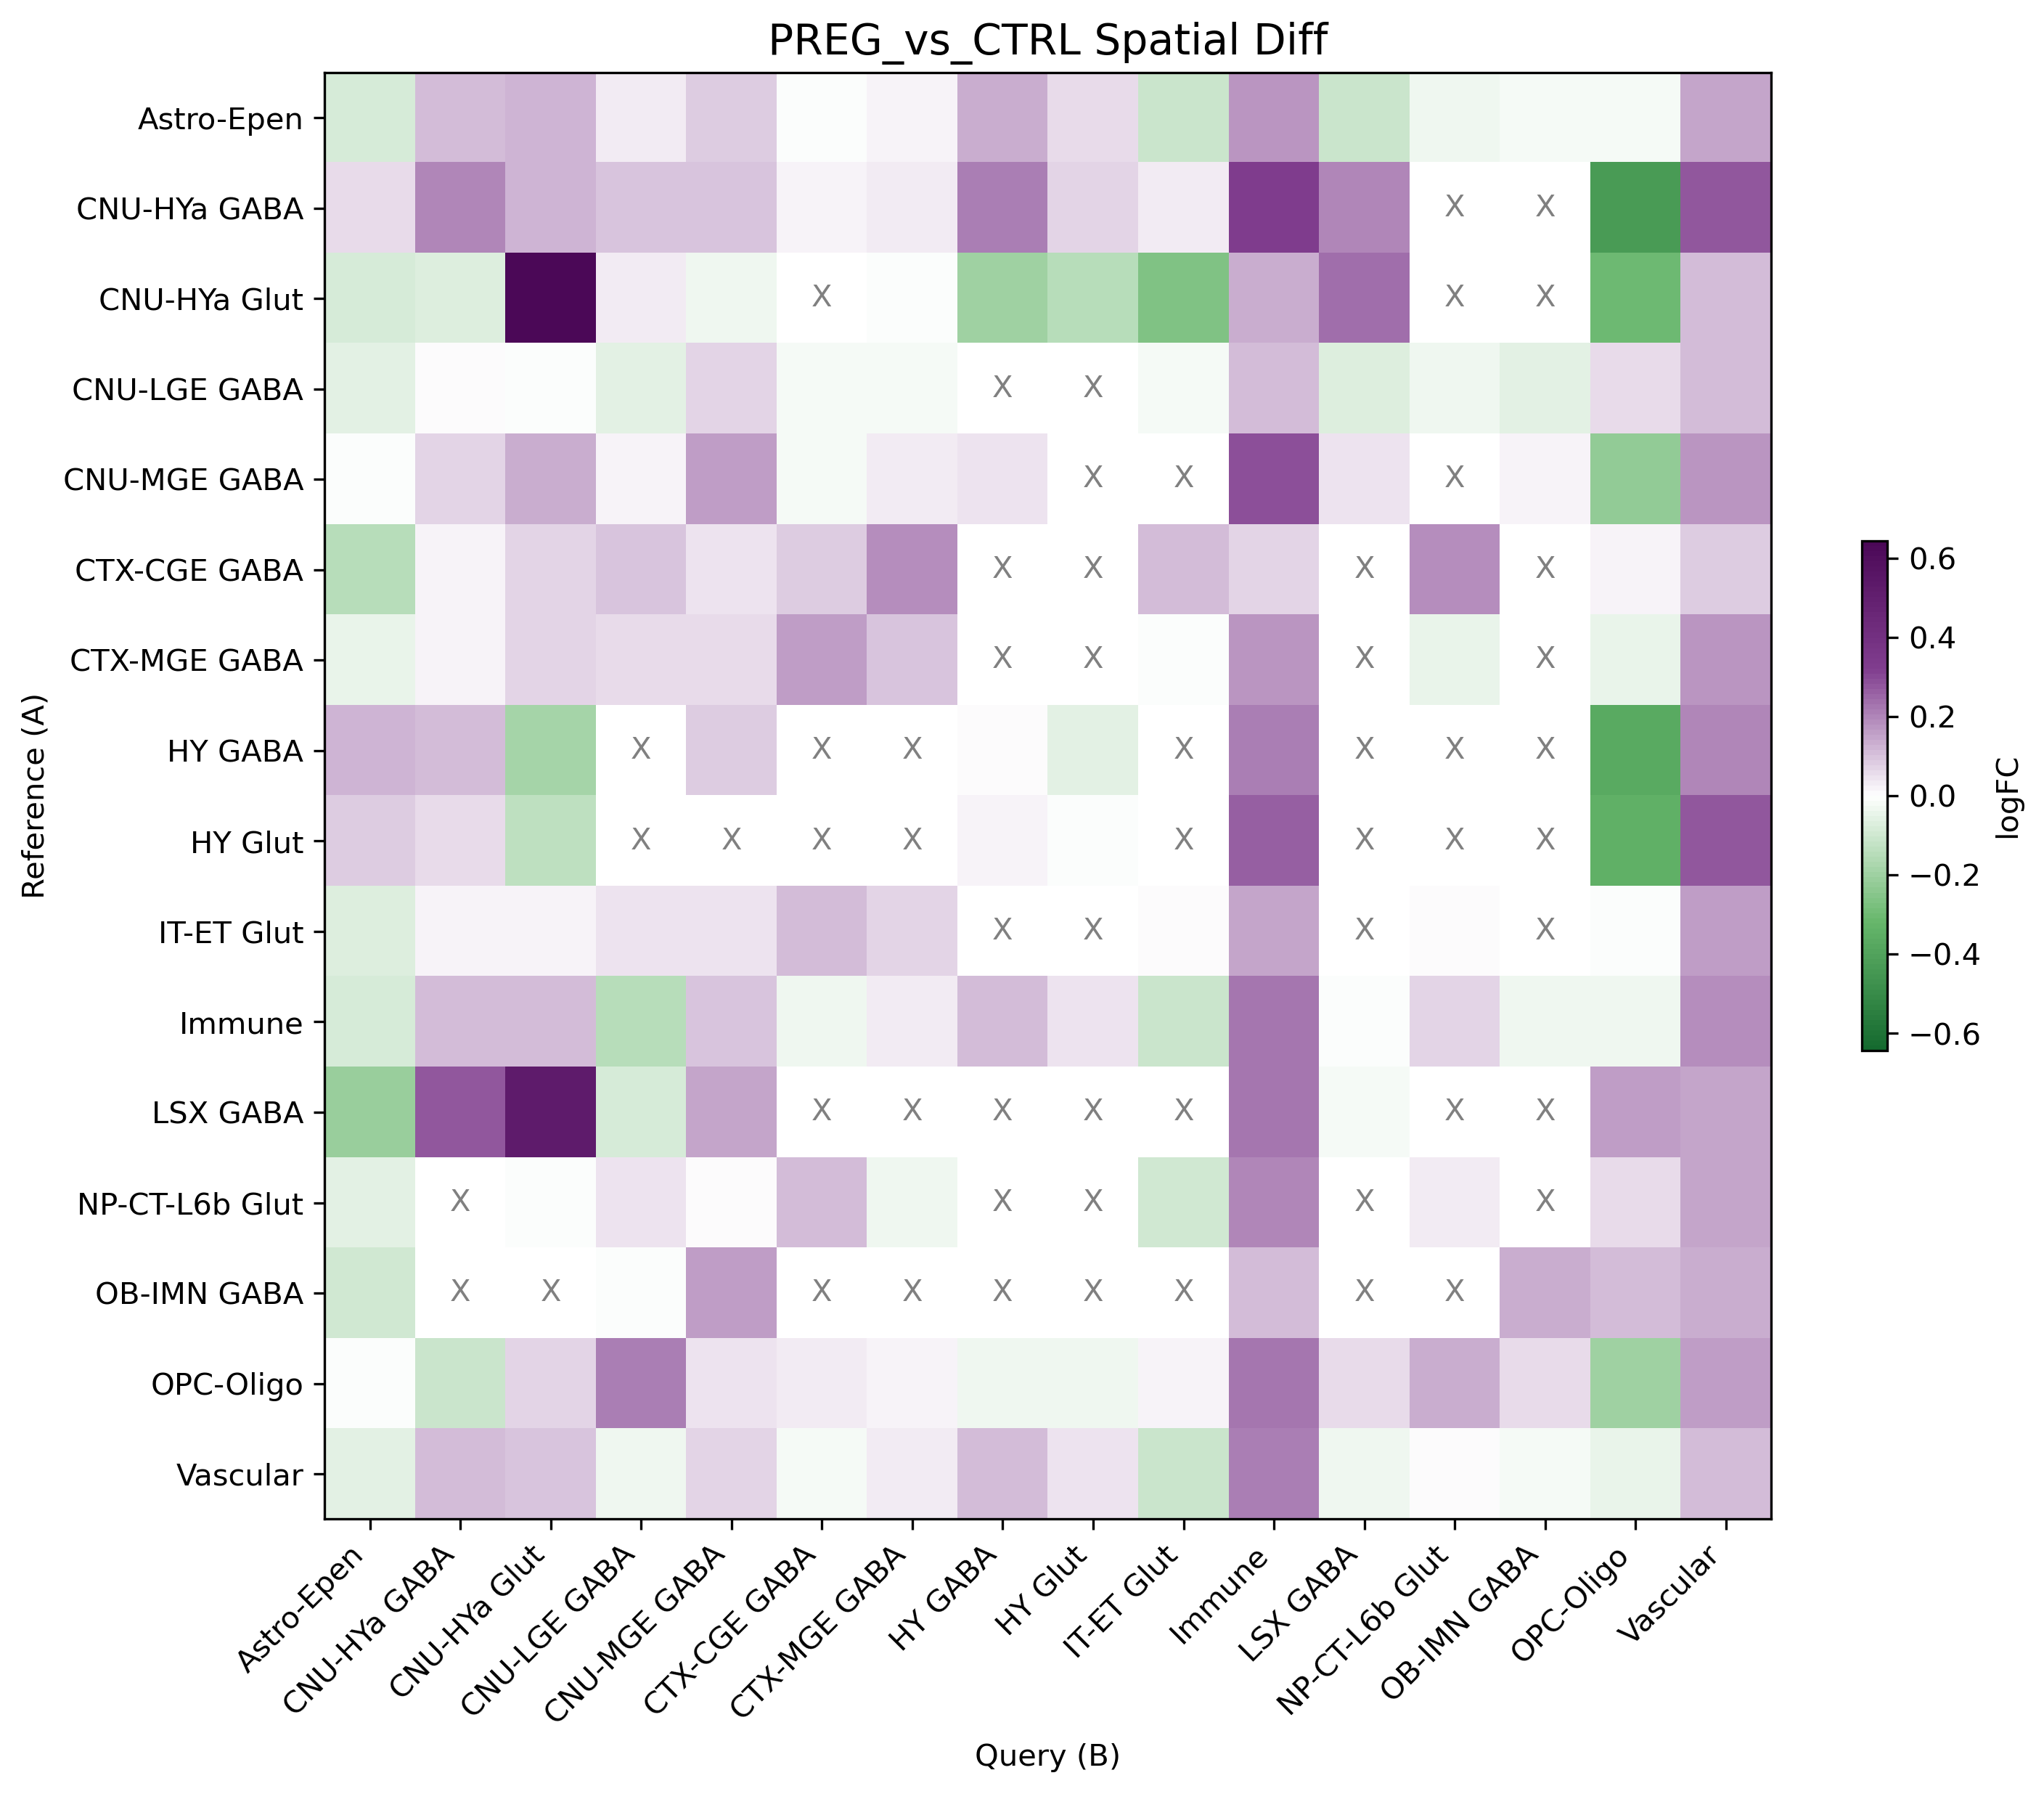 PREG_vs_CTRL Spatial Diff
Reference (A)
Astro-Epen
CNU-HYa GABA X X
CNU-HYa Glut X X X
CNU-LGE GABA X X
CNU-MGE GABA X X X
CTX-CGE GABA X X X X
CTX-MGE GABA X X X X
HY GABA X X X X X X X
HY Glut X X X X X X X X
IT-ET Glut X X X X
Immune
LSX GABA X X X X X X X
NP-CT-L6b Glut X X X X X
OB-IMN GABA X X X X X X X X X
OPC-Oligo
Vascular
Astro-Epen
CNU-HYa GABA
CNU-HYa Glut
CNU-LGE GABA
CNU-MGE GABA
CTX-CGE GABA
CTX-MGE GABA
HY GABA
HY Glut
IT-ET Glut
Immune
LSX GABA
NP-CT-L6b Glut
OB-IMN GABA
OPC-Oligo
Vascular
Query (B)
0.6
0.4
0.2
0.0
−0.2
−0.4
−0.6
logFC